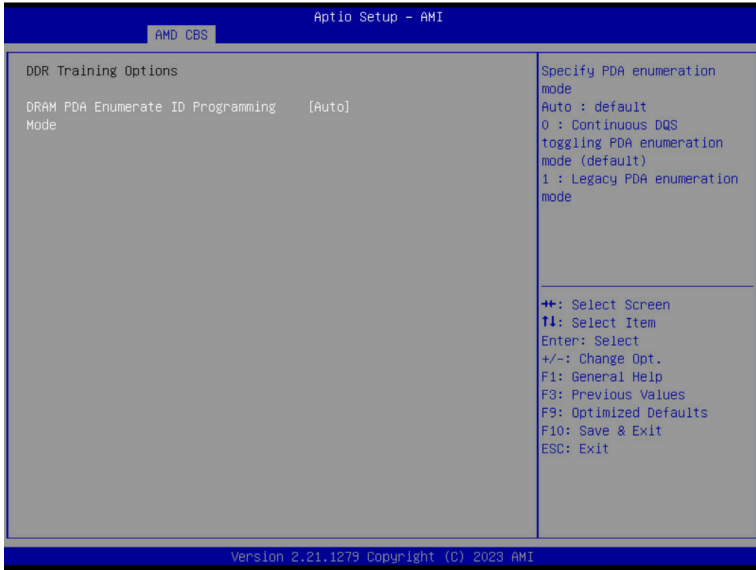 Aptio Setup – AMI
AMD CBS
DDR Training Options
DRAM PDA Enumerate ID Programming [Auto]
Mode
Specify PDA enumeration
mode
Auto : default
0 : Continuous DQS
toggling PDA enumeration
mode (default)
1 : Legacy PDA enumeration
mode
→←: Select Screen
↑↓: Select Item
Enter: Select
+/-: Change Opt.
F1: General Help
F3: Previous Values
F9: Optimized Defaults
F10: Save & Exit
ESC: Exit
Version 2.21.1279 Copyright (C) 2023 AMI